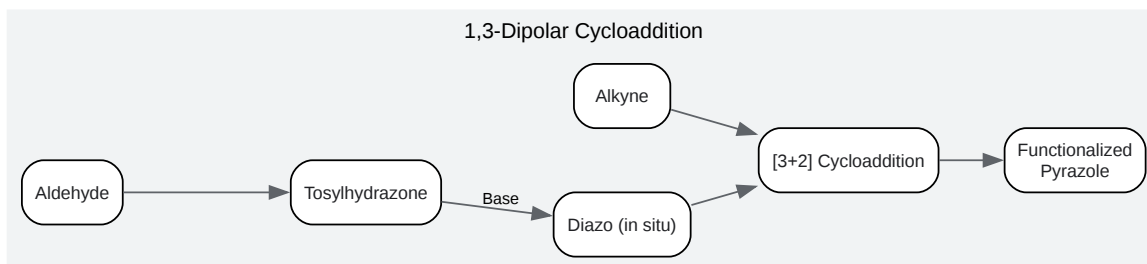 1,3-Dipolar Cycloaddition
Alkyne
[3+2] Cycloaddition
Functionalized
Pyrazole
Aldehyde
Tosylhydrazone
Base
Diazo (in situ)